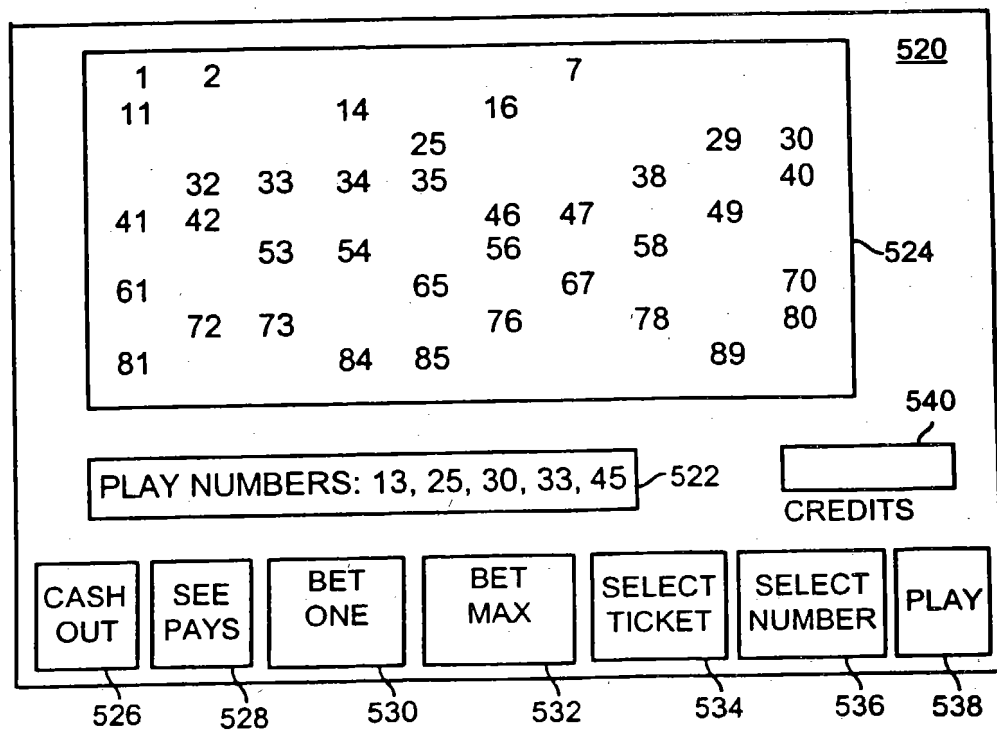 520
1 2 7
11 14 16
25 29 30
32 33 34 35 38 40
41 42 46 47 49
53 54 56 58
524
61 65 67 70
72 73 76 78 80
81 84 85 89
540
PLAY NUMBERS: 13, 25, 30, 33, 45
522
CREDITS
CASH OUT
SEE PAYS
BET ONE
BET MAX
SELECT TICKET
SELECT NUMBER
PLAY
526 528 530 532 534 536 538